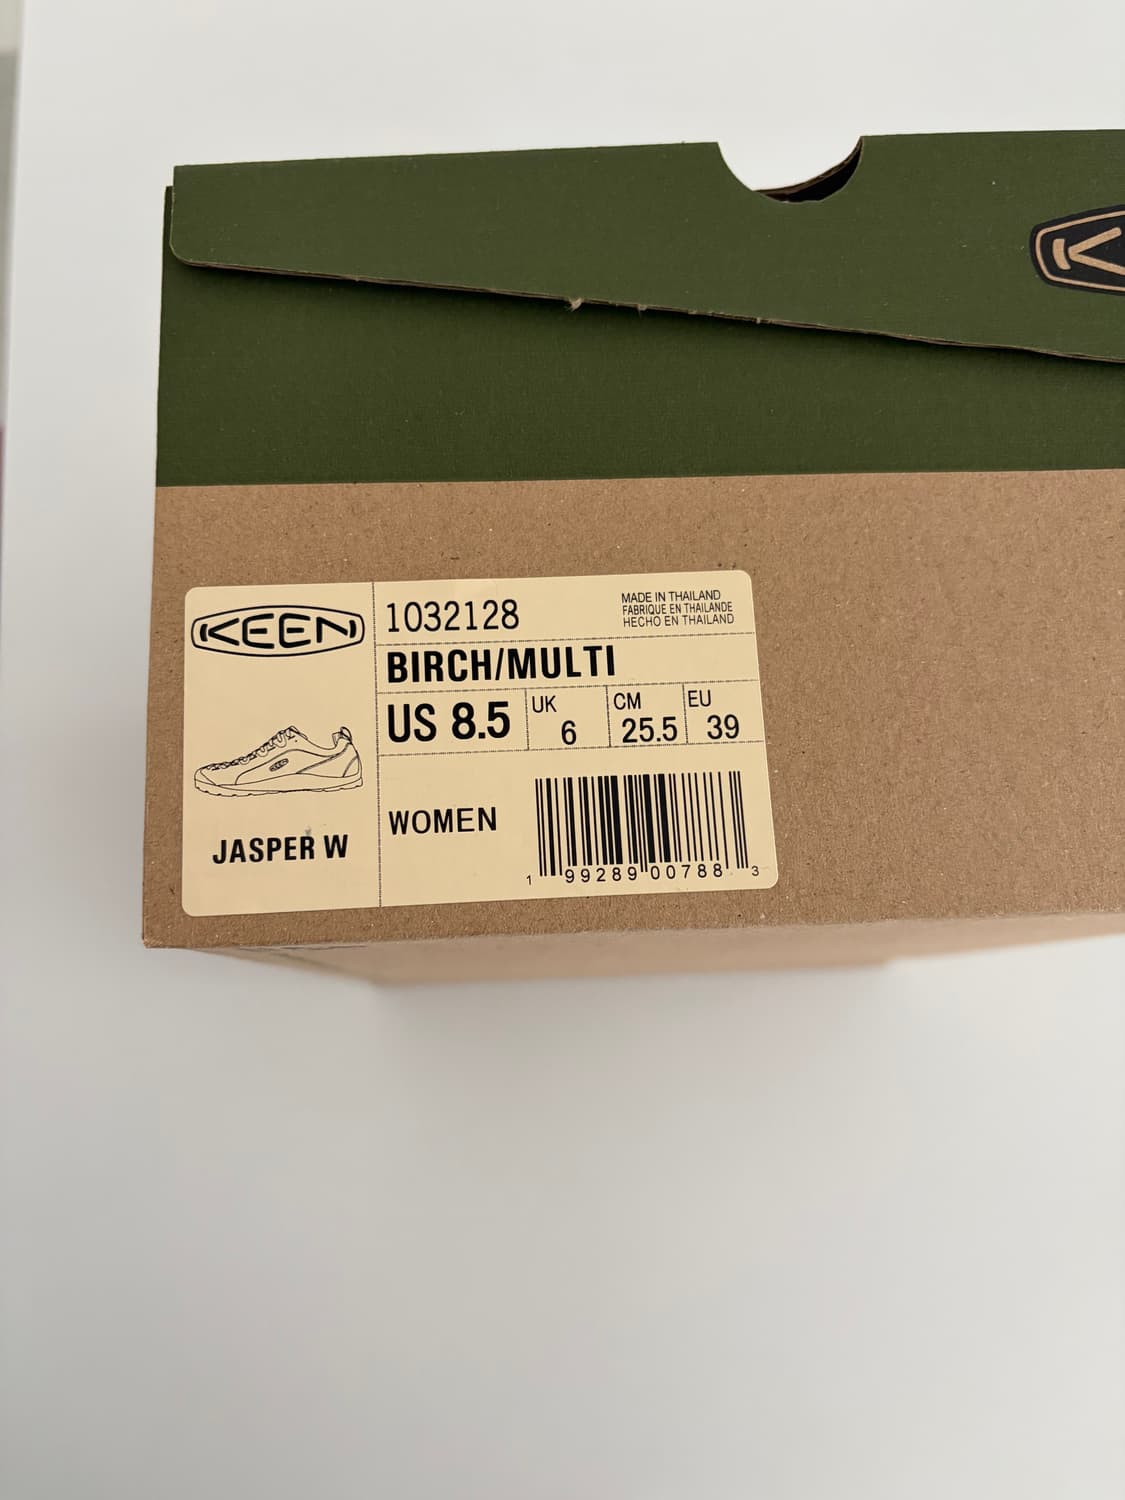 KEEN
JASPER W
1032128
MADE IN THAILAND
FABRIQUE EN THAILANDE
HECHO EN THAILAND
BIRCH/MULTI
US 8.5
UK 6
CM 25.5
EU 39
WOMEN
1 99289 00788 3